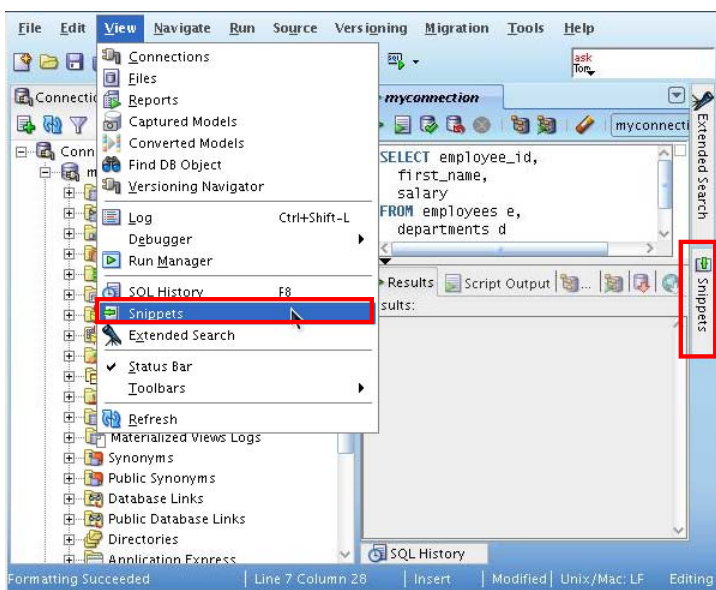 File Edit View Navigate Run Source Versioning Migration Tools Help
ask
Tom
Connections
Files
Reports
Captured Models
Converted Models
Find DB Object
Versioning Navigator
Log Ctrl+Shift-L
Debugger
Run Manager
SQL History F8
Snippets
Extended Search
Status Bar
Toolbars
Refresh
Connectio
Conn
m
Materialized Views Logs
Synonyms
Public Synonyms
Database Links
Public Database Links
Directories
Application Express
myconnection
myconnecti
SELECT employee_id,
first_name,
salary
FROM employees e,
departments d
Results Script Output ...
sults:
SQL History
Extended Search
Snippets
Formatting Succeeded Line 7 Column 28 Insert Modified Unix/Mac: LF Editing